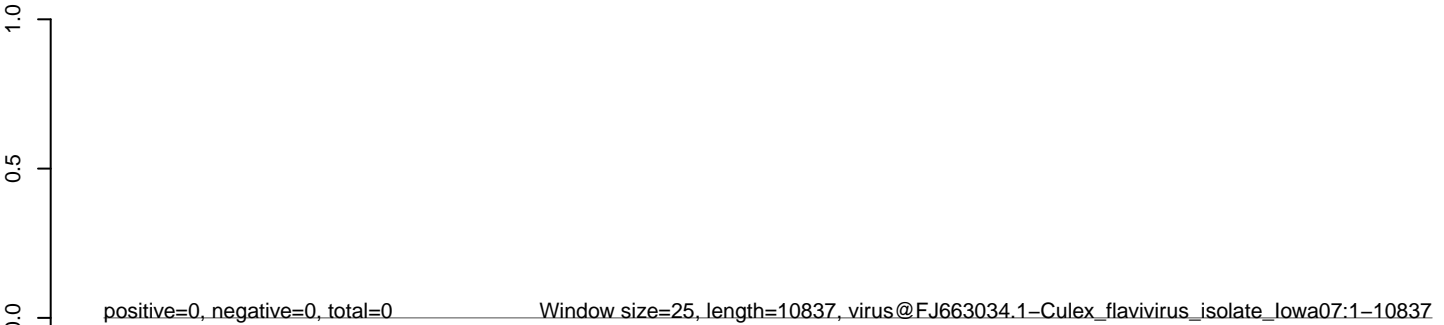 1.0
0.5
0.0
positive=0, negative=0, total=0
Window size=25, length=10837, virus@FJ663034.1−Culex_flavivirus_isolate_Iowa07:1−10837